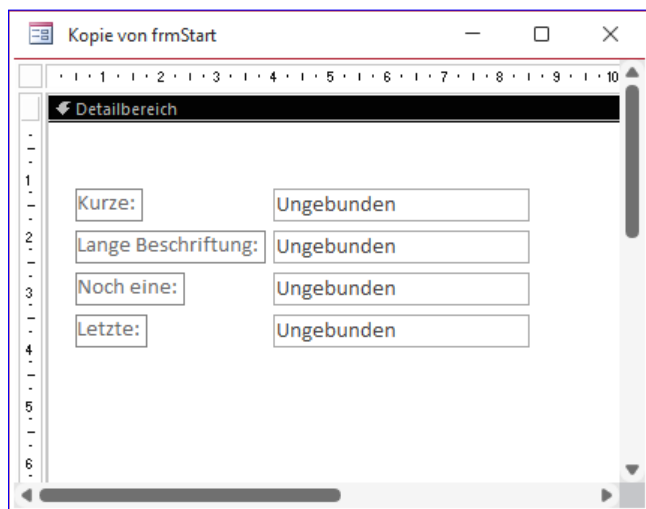 Kopie von frmStart
1 2 3 4 5 6 7 8 9 10
Detailbereich
1
Kurze: Ungebunden
2
Lange Beschriftung: Ungebunden
3
Noch eine: Ungebunden
Letzte: Ungebunden
4
5
6